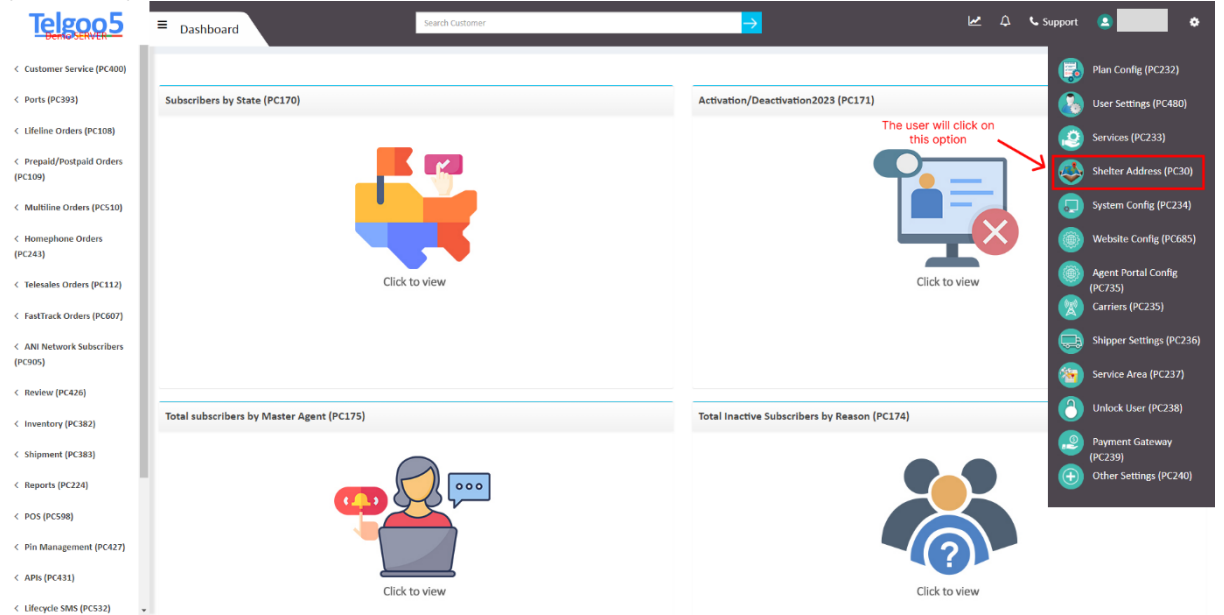 Telgoo5
Demo SERVER
Dashboard
Search Customer
Support
< Customer Service (PC400)
< Ports (PC393)
< Lifeline Orders (PC108)
< Prepaid/Postpaid Orders
(PC109)
< Multiline Orders (PC510)
< Homephone Orders
(PC243)
< Telesales Orders (PC112)
< FastTrack Orders (PC607)
< ANI Network Subscribers
(PC905)
< Review (PC426)
< Inventory (PC382)
< Shipment (PC383)
< Reports (PC224)
< POS (PC598)
< Pin Management (PC427)
< APIs (PC431)
< Lifecycle SMS (PC532)
Subscribers by State (PC170)
Click to view
Activation/Deactivation2023 (PC171)
The user will click on
this option
Click to view
Total subscribers by Master Agent (PC175)
Click to view
Total Inactive Subscribers by Reason (PC174)
?
Click to view
Plan Config (PC232)
User Settings (PC480)
Services (PC233)
Shelter Address (PC30)
System Config (PC234)
Website Config (PC685)
Agent Portal Config
(PC735)
Carriers (PC235)
Shipper Settings (PC236)
Service Area (PC237)
Unlock User (PC238)
Payment Gateway
(PC239)
Other Settings (PC240)